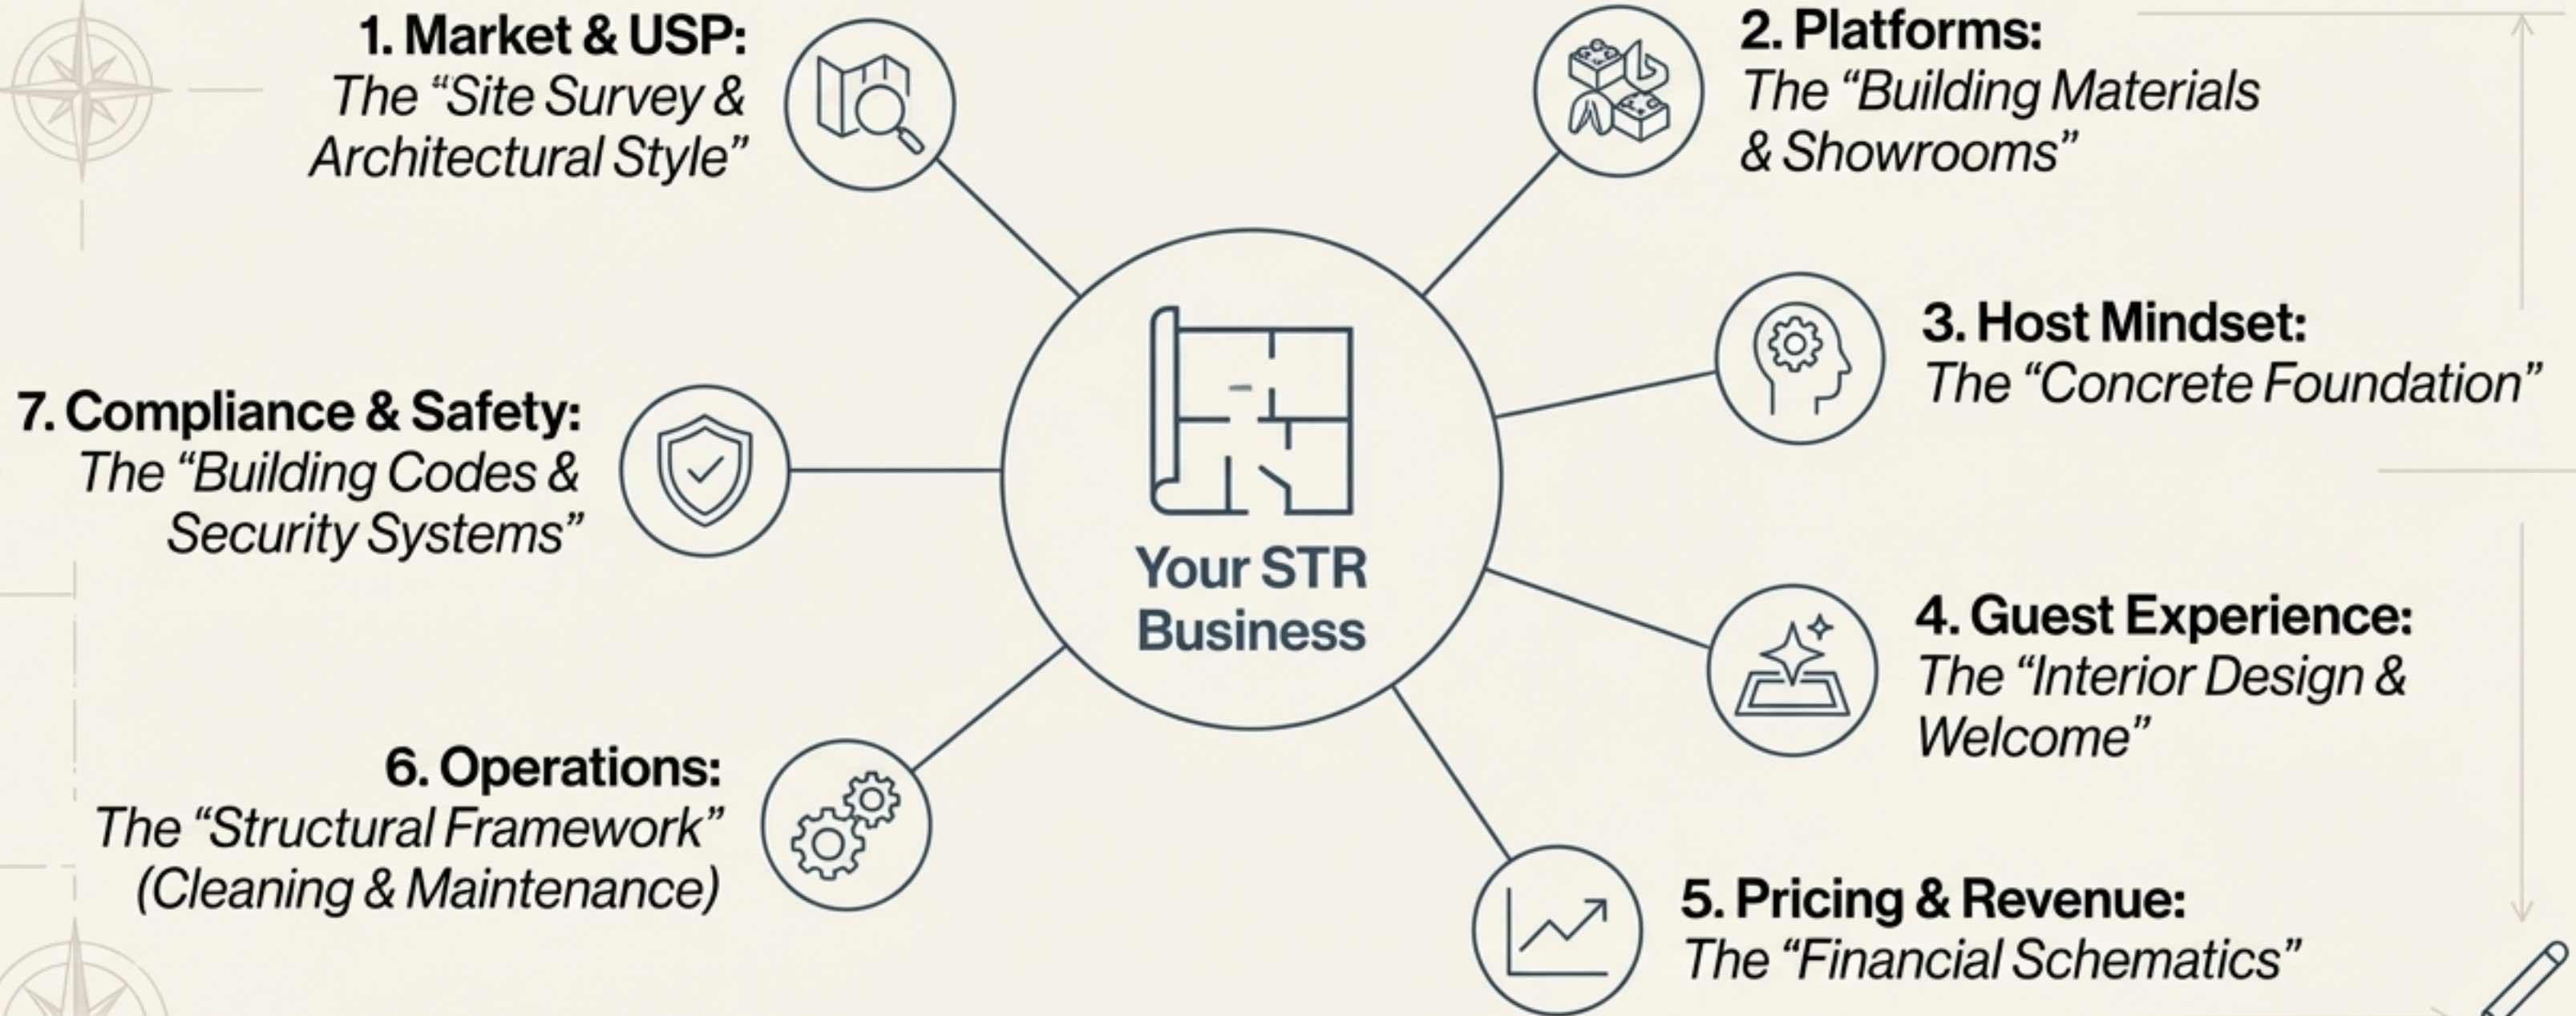 1. Market & USP:
The “Site Survey &
Architectural Style”
2. Platforms:
The “Building Materials
& Showrooms”
3. Host Mindset:
The “Concrete Foundation”
4. Guest Experience:
The “Interior Design &
Welcome”
5. Pricing & Revenue:
The “Financial Schematics”
6. Operations:
The “Structural Framework”
(Cleaning & Maintenance)
7. Compliance & Safety:
The “Building Codes &
Security Systems”
Your STR
Business